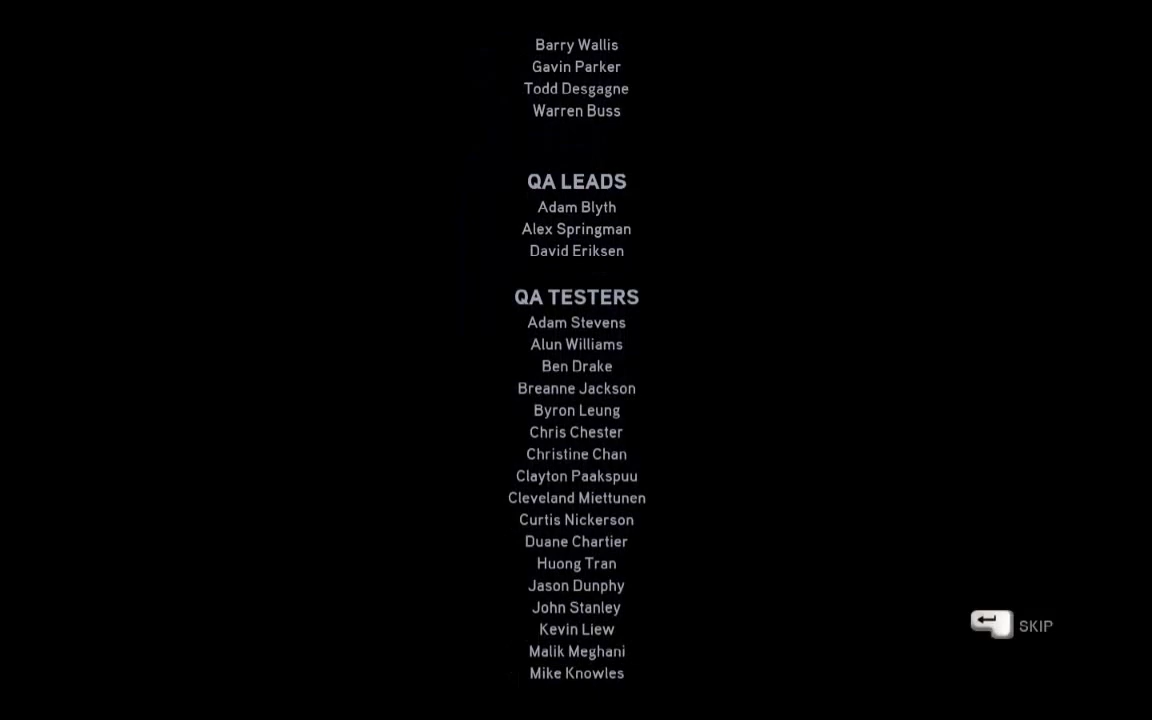 Barry Wallis
Gavin Parker
Todd Desgagne
Warren Buss
QA LEADS
Adam Blyth
Alex Springman
David Eriksen
QA TESTERS
Adam Stevens
Alun Williams
Ben Drake
Breanne Jackson
Byron Leung
Chris Chester
Christine Chan
Clayton Paakspuu
Cleveland Miettunen
Curtis Nickerson
Duane Chartier
Huong Tran
Jason Dunphy
John Stanley
Kevin Liew
SKIP
Malik Meghani
Mike Knowles